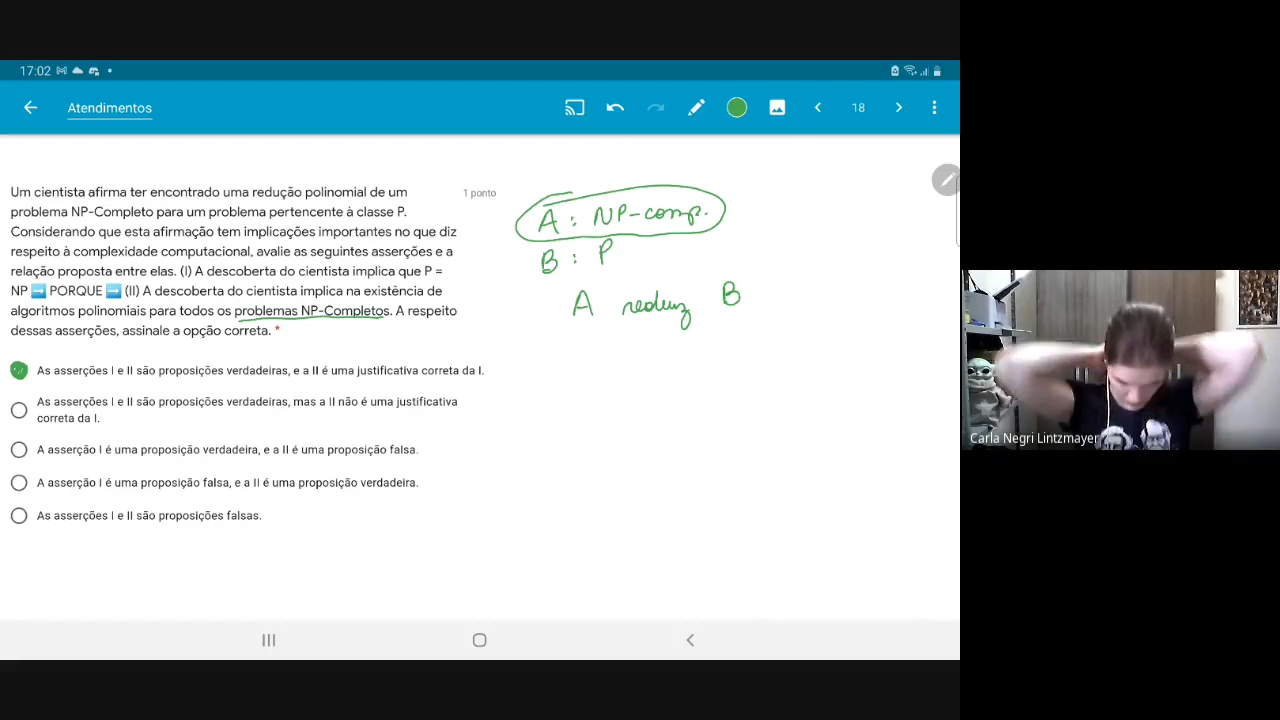 17:02
Atendimentos
18
Um cientista afirma ter encontrado uma redução polinomial de um
1 ponto
problema NP-Completo para um problema pertencente à classe P.
Considerando que esta afirmação tem implicações importantes no que diz
respeito à complexidade computacional, avalie as seguintes asserções e a
relação proposta entre elas. (I) A descoberta do cientista implica que P =
NP ➡️ PORQUE ➡️ (II) A descoberta do cientista implica na existência de
algoritmos polinomiais para todos os problemas NP-Completos. A respeito
dessas asserções, assinale a opção correta. *
As asserções I e II são proposições verdadeiras, e a II é uma justificativa correta da I.
As asserções I e II são proposições verdadeiras, mas a II não é uma justificativa
correta da I.
A asserção I é uma proposição verdadeira, e a II é uma proposição falsa.
A asserção I é uma proposição falsa, e a II é uma proposição verdadeira.
As asserções I e II são proposições falsas.
A : NP-comp.
B : P
A reduz B
Carla Negri Lintzmayer